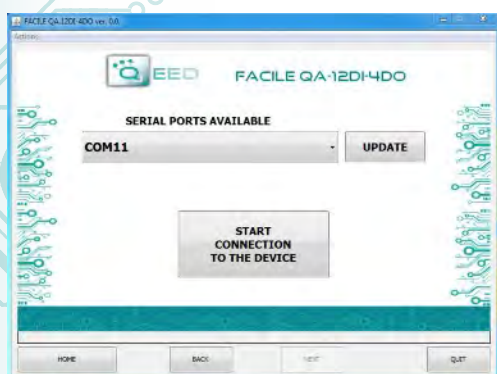 FACILE QA-12DI-4DO ver. 0.0.
Actions
QEED
FACILE QA-12DI-4DO
SERIAL PORTS AVAILABLE
COM11
UPDATE
START
CONNECTION
TO THE DEVICE
HOME
BACK
NEXT
QUIT